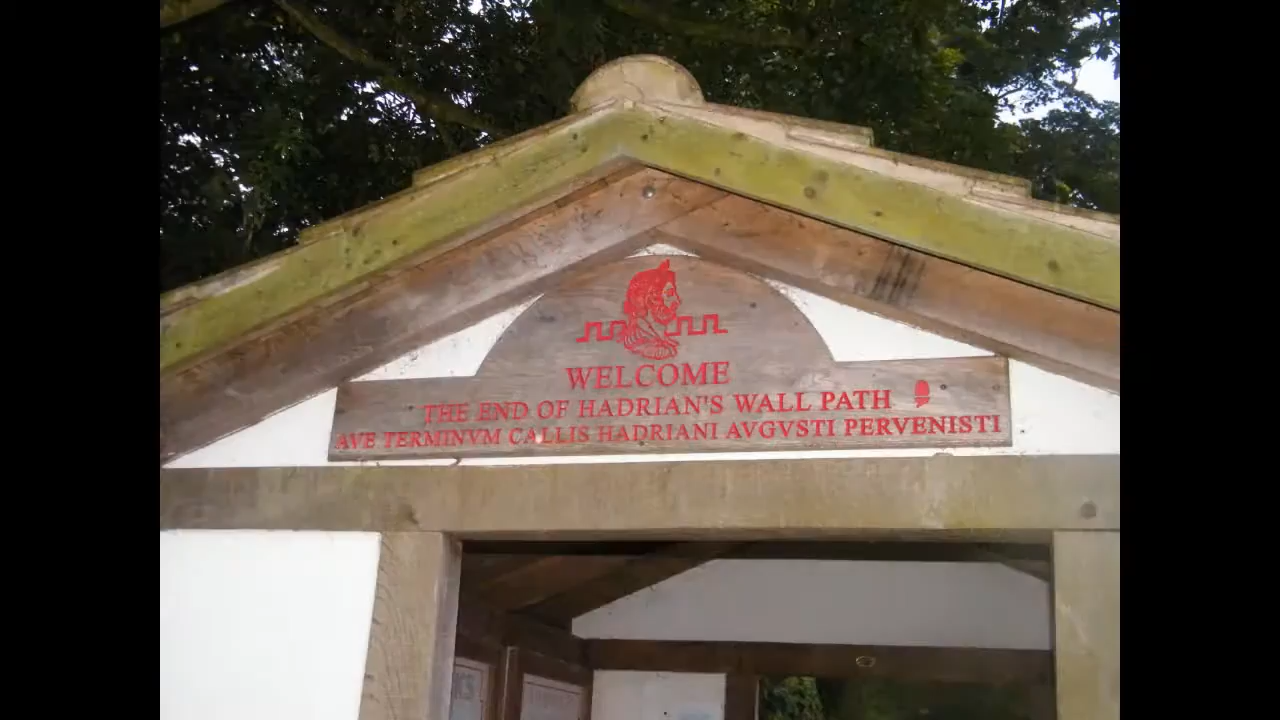 WELCOME
THE END OF HADRIAN'S WALL PATH
AVE TERMINVM CALLIS HADRIANI AVGVSTI PERVENISTI